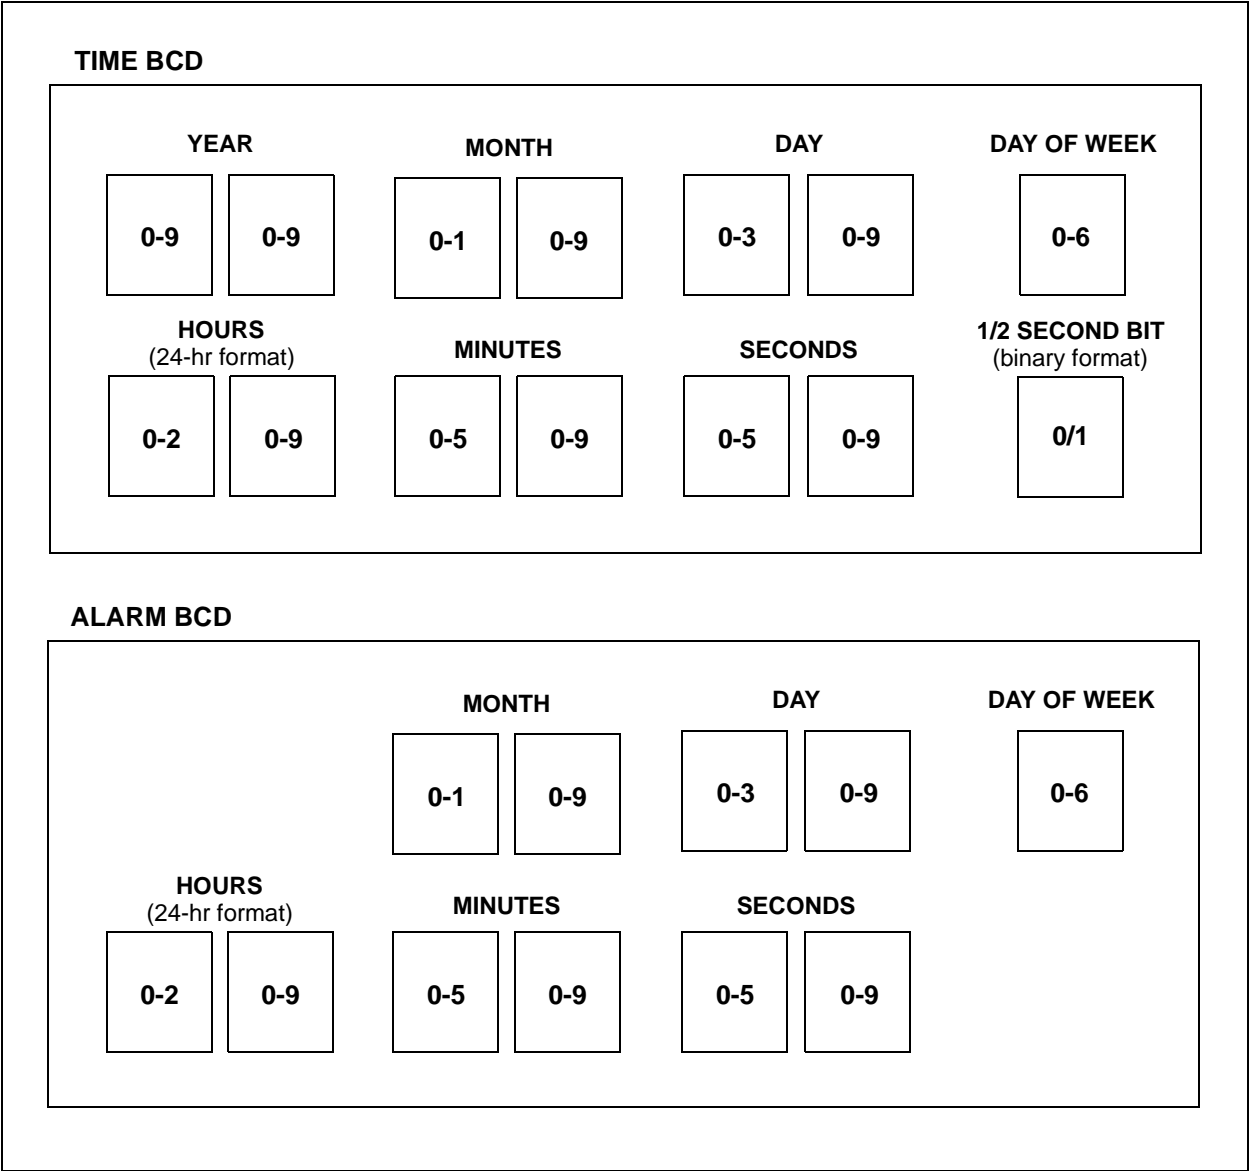 TIME BCD
YEAR MONTH DAY DAY OF WEEK
0-9 0-9 0-1 0-9 0-3 0-9 0-6
HOURS
(24-hr format)
MINUTES SECONDS
1/2 SECOND BIT
(binary format)
0-2 0-9 0-5 0-9 0-5 0-9 0/1
ALARM BCD
MONTH DAY DAY OF WEEK
0-1 0-9 0-3 0-9 0-6
HOURS
(24-hr format)
MINUTES SECONDS
0-2 0-9 0-5 0-9 0-5 0-9